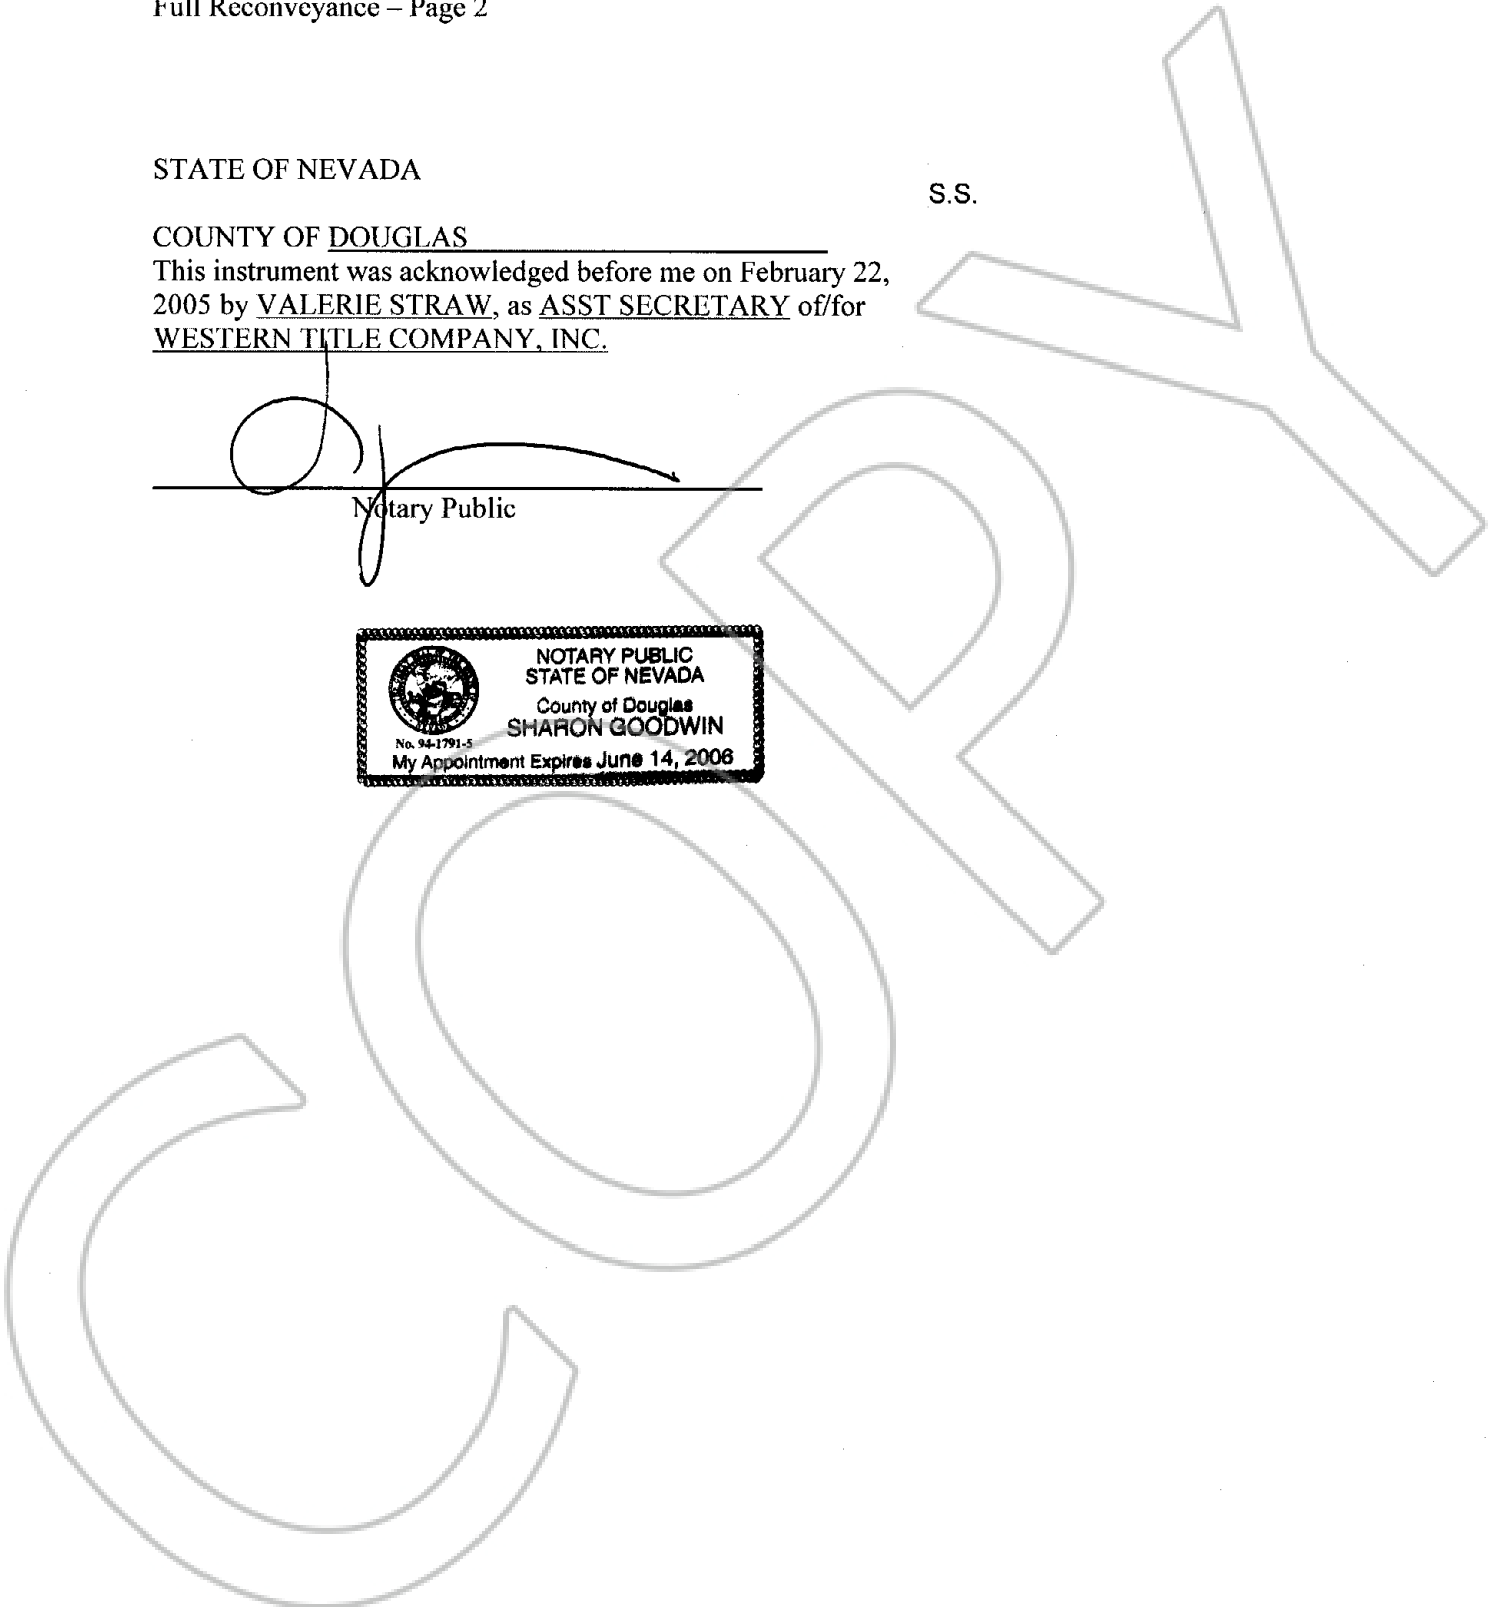 Full Reconveyance – Page 2
STATE OF NEVADA
S.S.
COUNTY OF DOUGLAS
This instrument was acknowledged before me on February 22,
2005 by VALERIE STRAW, as ASST SECRETARY of/for
WESTERN TITLE COMPANY, INC.
Notary Public
NOTARY PUBLIC
STATE OF NEVADA
County of Douglas
SHARON GOODWIN
No. 94-1791-5
My Appointment Expires June 14, 2006
COPY